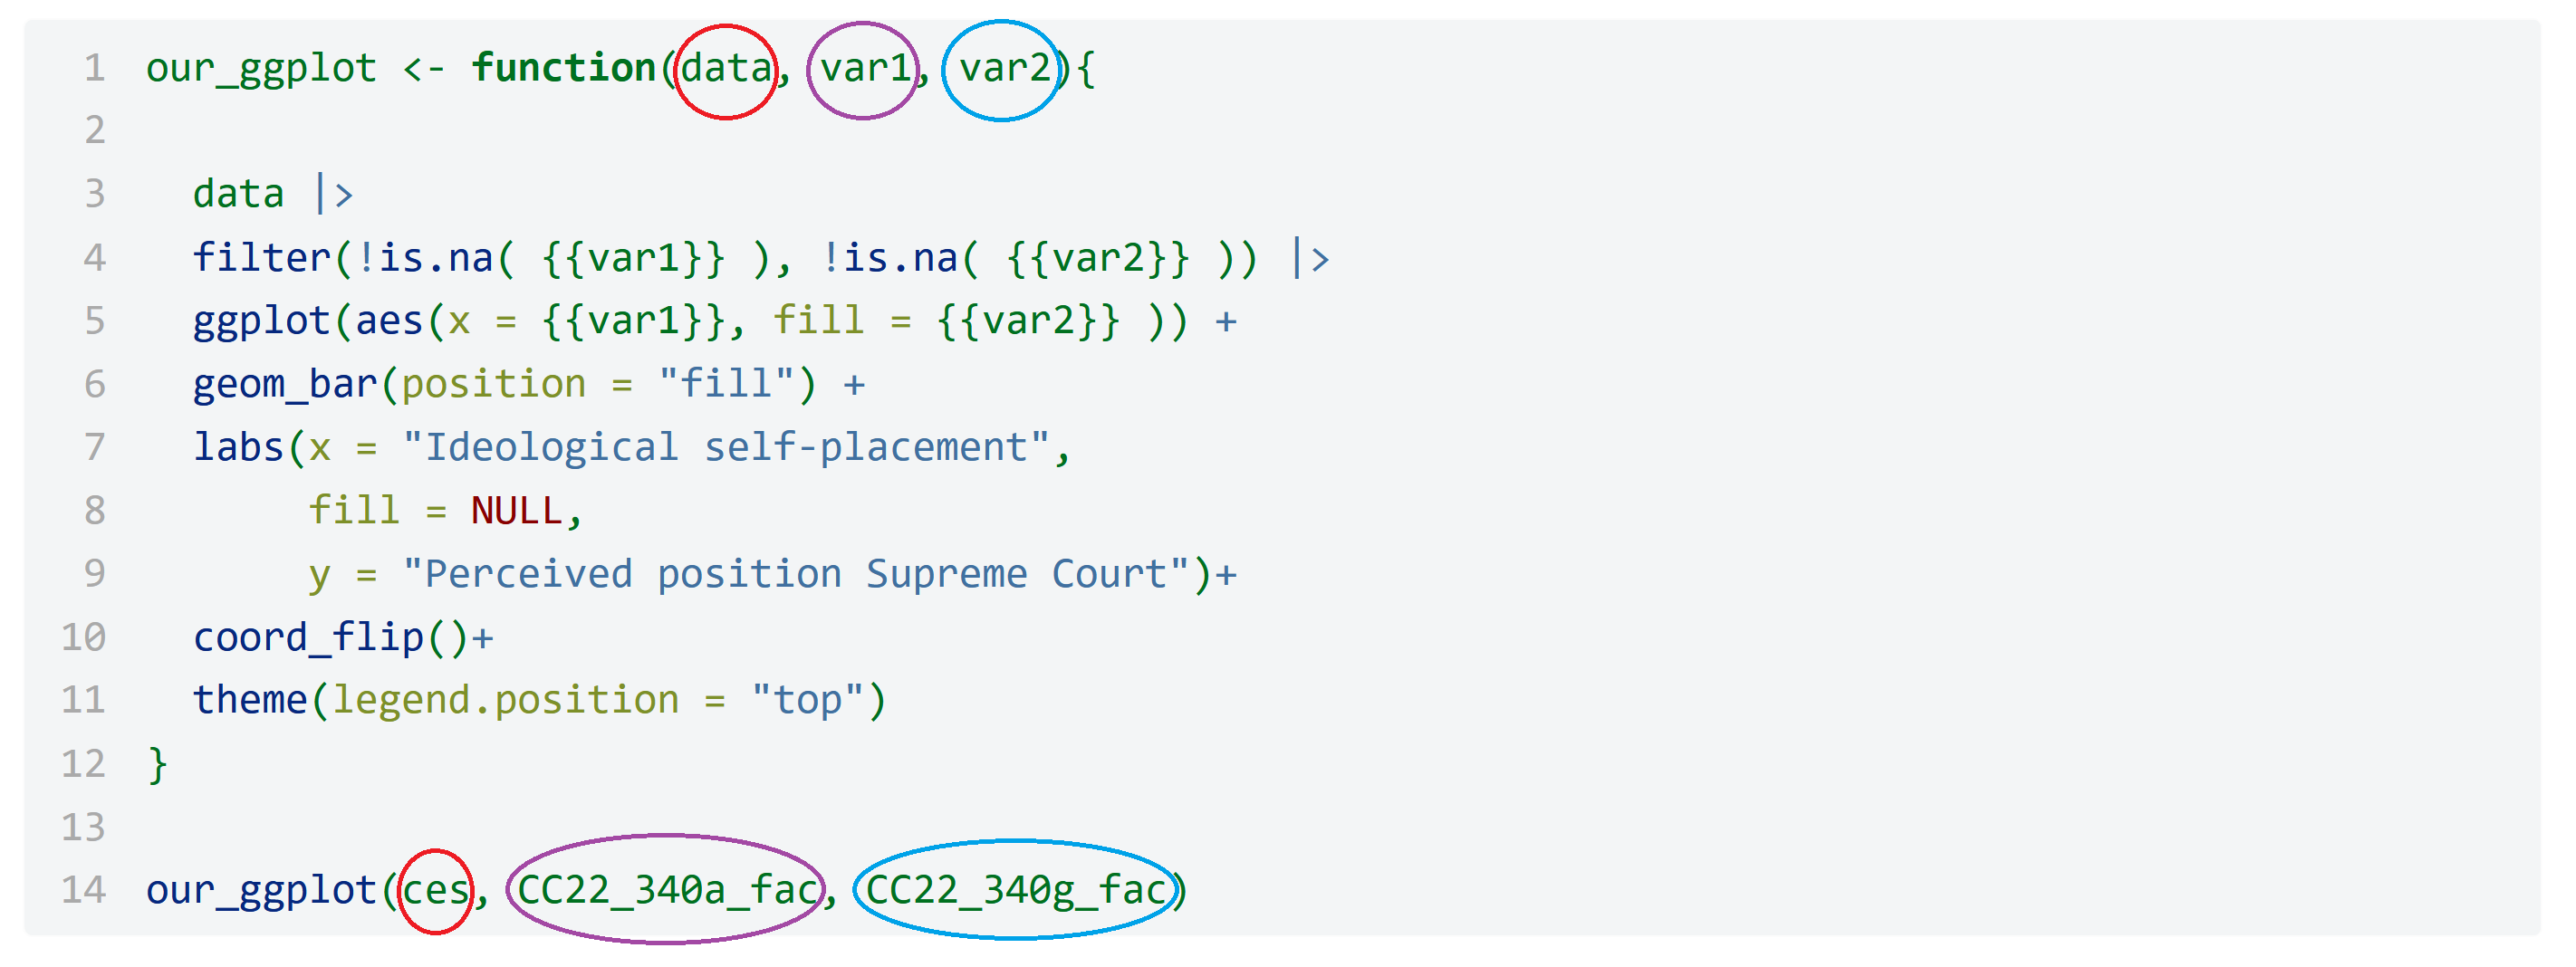 1 our_ggplot <- function(data, var1, var2){
2
3 data |>
4 filter(!is.na( {{var1}} ), !is.na( {{var2}} )) |>
5 ggplot(aes(x = {{var1}}, fill = {{var2}} )) +
6 geom_bar(position = "fill") +
7 labs(x = "Ideological self-placement",
8 fill = NULL,
9 y = "Perceived position Supreme Court")+
10 coord_flip()+
11 theme(legend.position = "top")
12 }
13
14 our_ggplot(ces, CC22_340a_fac, CC22_340g_fac)